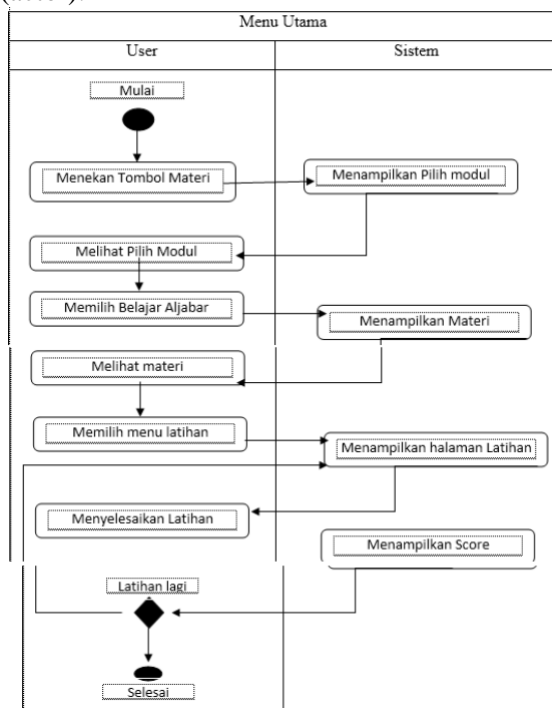 Menu Utama
User
Sistem
Mulai
Menekan Tombol Materi
Menampilkan Pilih modul
Melihat Pilih Modul
Memilih Belajar Aljabar
Menampilkan Materi
Melihat materi
Memilih menu latihan
Menampilkan halaman Latihan
Menyelesaikan Latihan
Menampilkan Score
Latihan lagi
Selesai